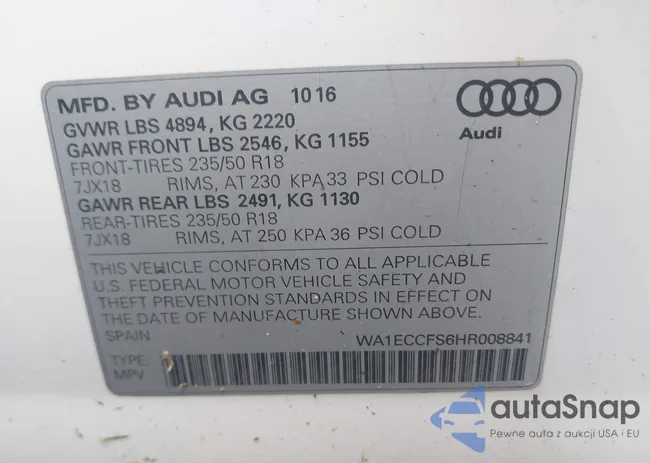 MFD. BY AUDI AG 10 16
GVWR LBS 4894, KG 2220
GAWR FRONT LBS 2546, KG 1155
FRONT-TIRES 235/50 R18
7JX18 RIMS, AT 230 KPA 33 PSI COLD
GAWR REAR LBS 2491, KG 1130
REAR-TIRES 235/50 R18
7JX18 RIMS, AT 250 KPA 36 PSI COLD
Audi
THIS VEHICLE CONFORMS TO ALL APPLICABLE
U.S. FEDERAL MOTOR VEHICLE SAFETY AND
THEFT PREVENTION STANDARDS IN EFFECT ON
THE DATE OF MANUFACTURE SHOWN ABOVE.
SPAIN WA1ECCFS6HR008841
TYPE:
MPV
autaSnap
Pewne auta z aukcji USA i EU